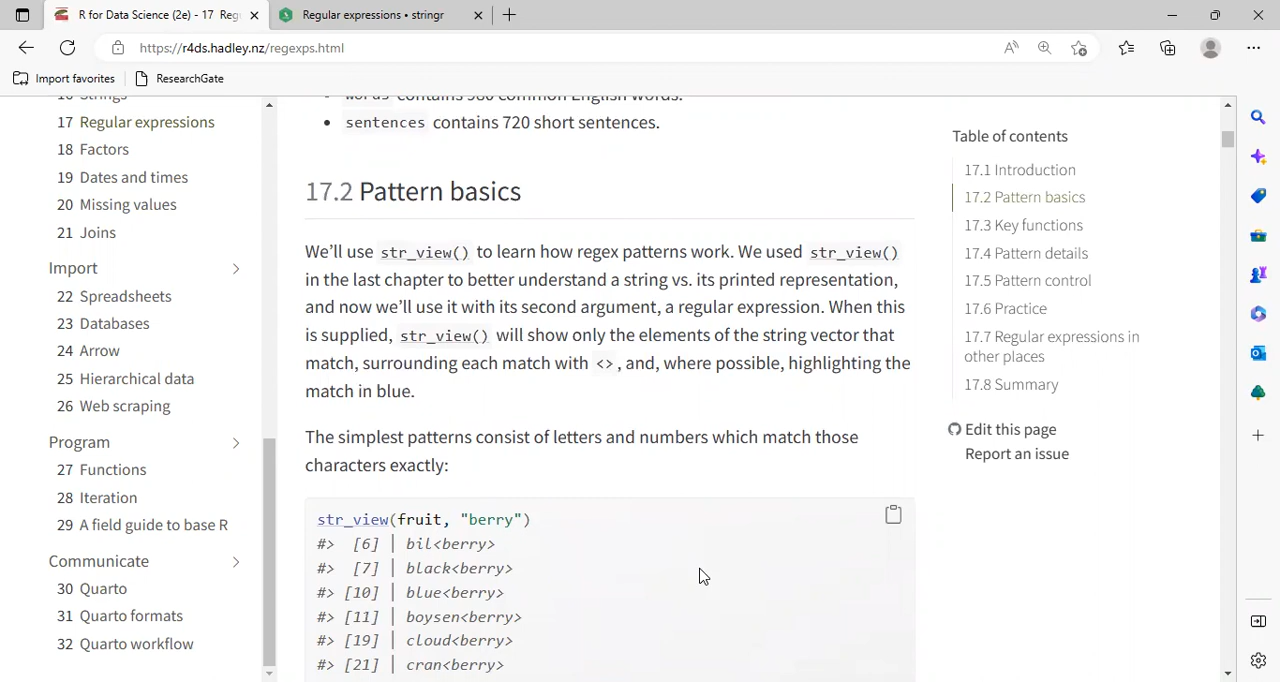 R for Data Science (2e) - 17 Reg
Regular expressions • stringr
https://r4ds.hadley.nz/regexps.html
Import favorites
ResearchGate
16 Strings
17 Regular expressions
18 Factors
19 Dates and times
20 Missing values
21 Joins
Import
22 Spreadsheets
23 Databases
24 Arrow
25 Hierarchical data
26 Web scraping
Program
27 Functions
28 Iteration
29 A field guide to base R
Communicate
30 Quarto
31 Quarto formats
32 Quarto workflow
• words contains 980 common English words.
• sentences contains 720 short sentences.
17.2 Pattern basics
We'll use str_view() to learn how regex patterns work. We used str_view()
in the last chapter to better understand a string vs. its printed representation,
and now we'll use it with its second argument, a regular expression. When this
is supplied, str_view() will show only the elements of the string vector that
match, surrounding each match with <>, and, where possible, highlighting the
match in blue.
The simplest patterns consist of letters and numbers which match those
characters exactly:
str_view(fruit, "berry")
#> [6] │ bil<berry>
#> [7] │ black<berry>
#> [10] │ blue<berry>
#> [11] │ boysen<berry>
#> [19] │ cloud<berry>
#> [21] │ cran<berry>
Table of contents
17.1 Introduction
17.2 Pattern basics
17.3 Key functions
17.4 Pattern details
17.5 Pattern control
17.6 Practice
17.7 Regular expressions in
other places
17.8 Summary
Edit this page
Report an issue